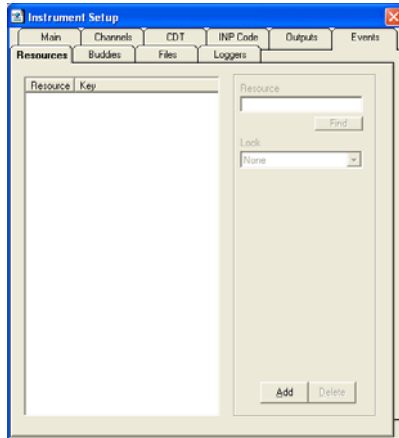 Instrument Setup
Main Channels CDT INP Code Outputs Events
Resources Buddies Files Loggers
Resource Key
Resource
Find
Lock
None
Add Delete